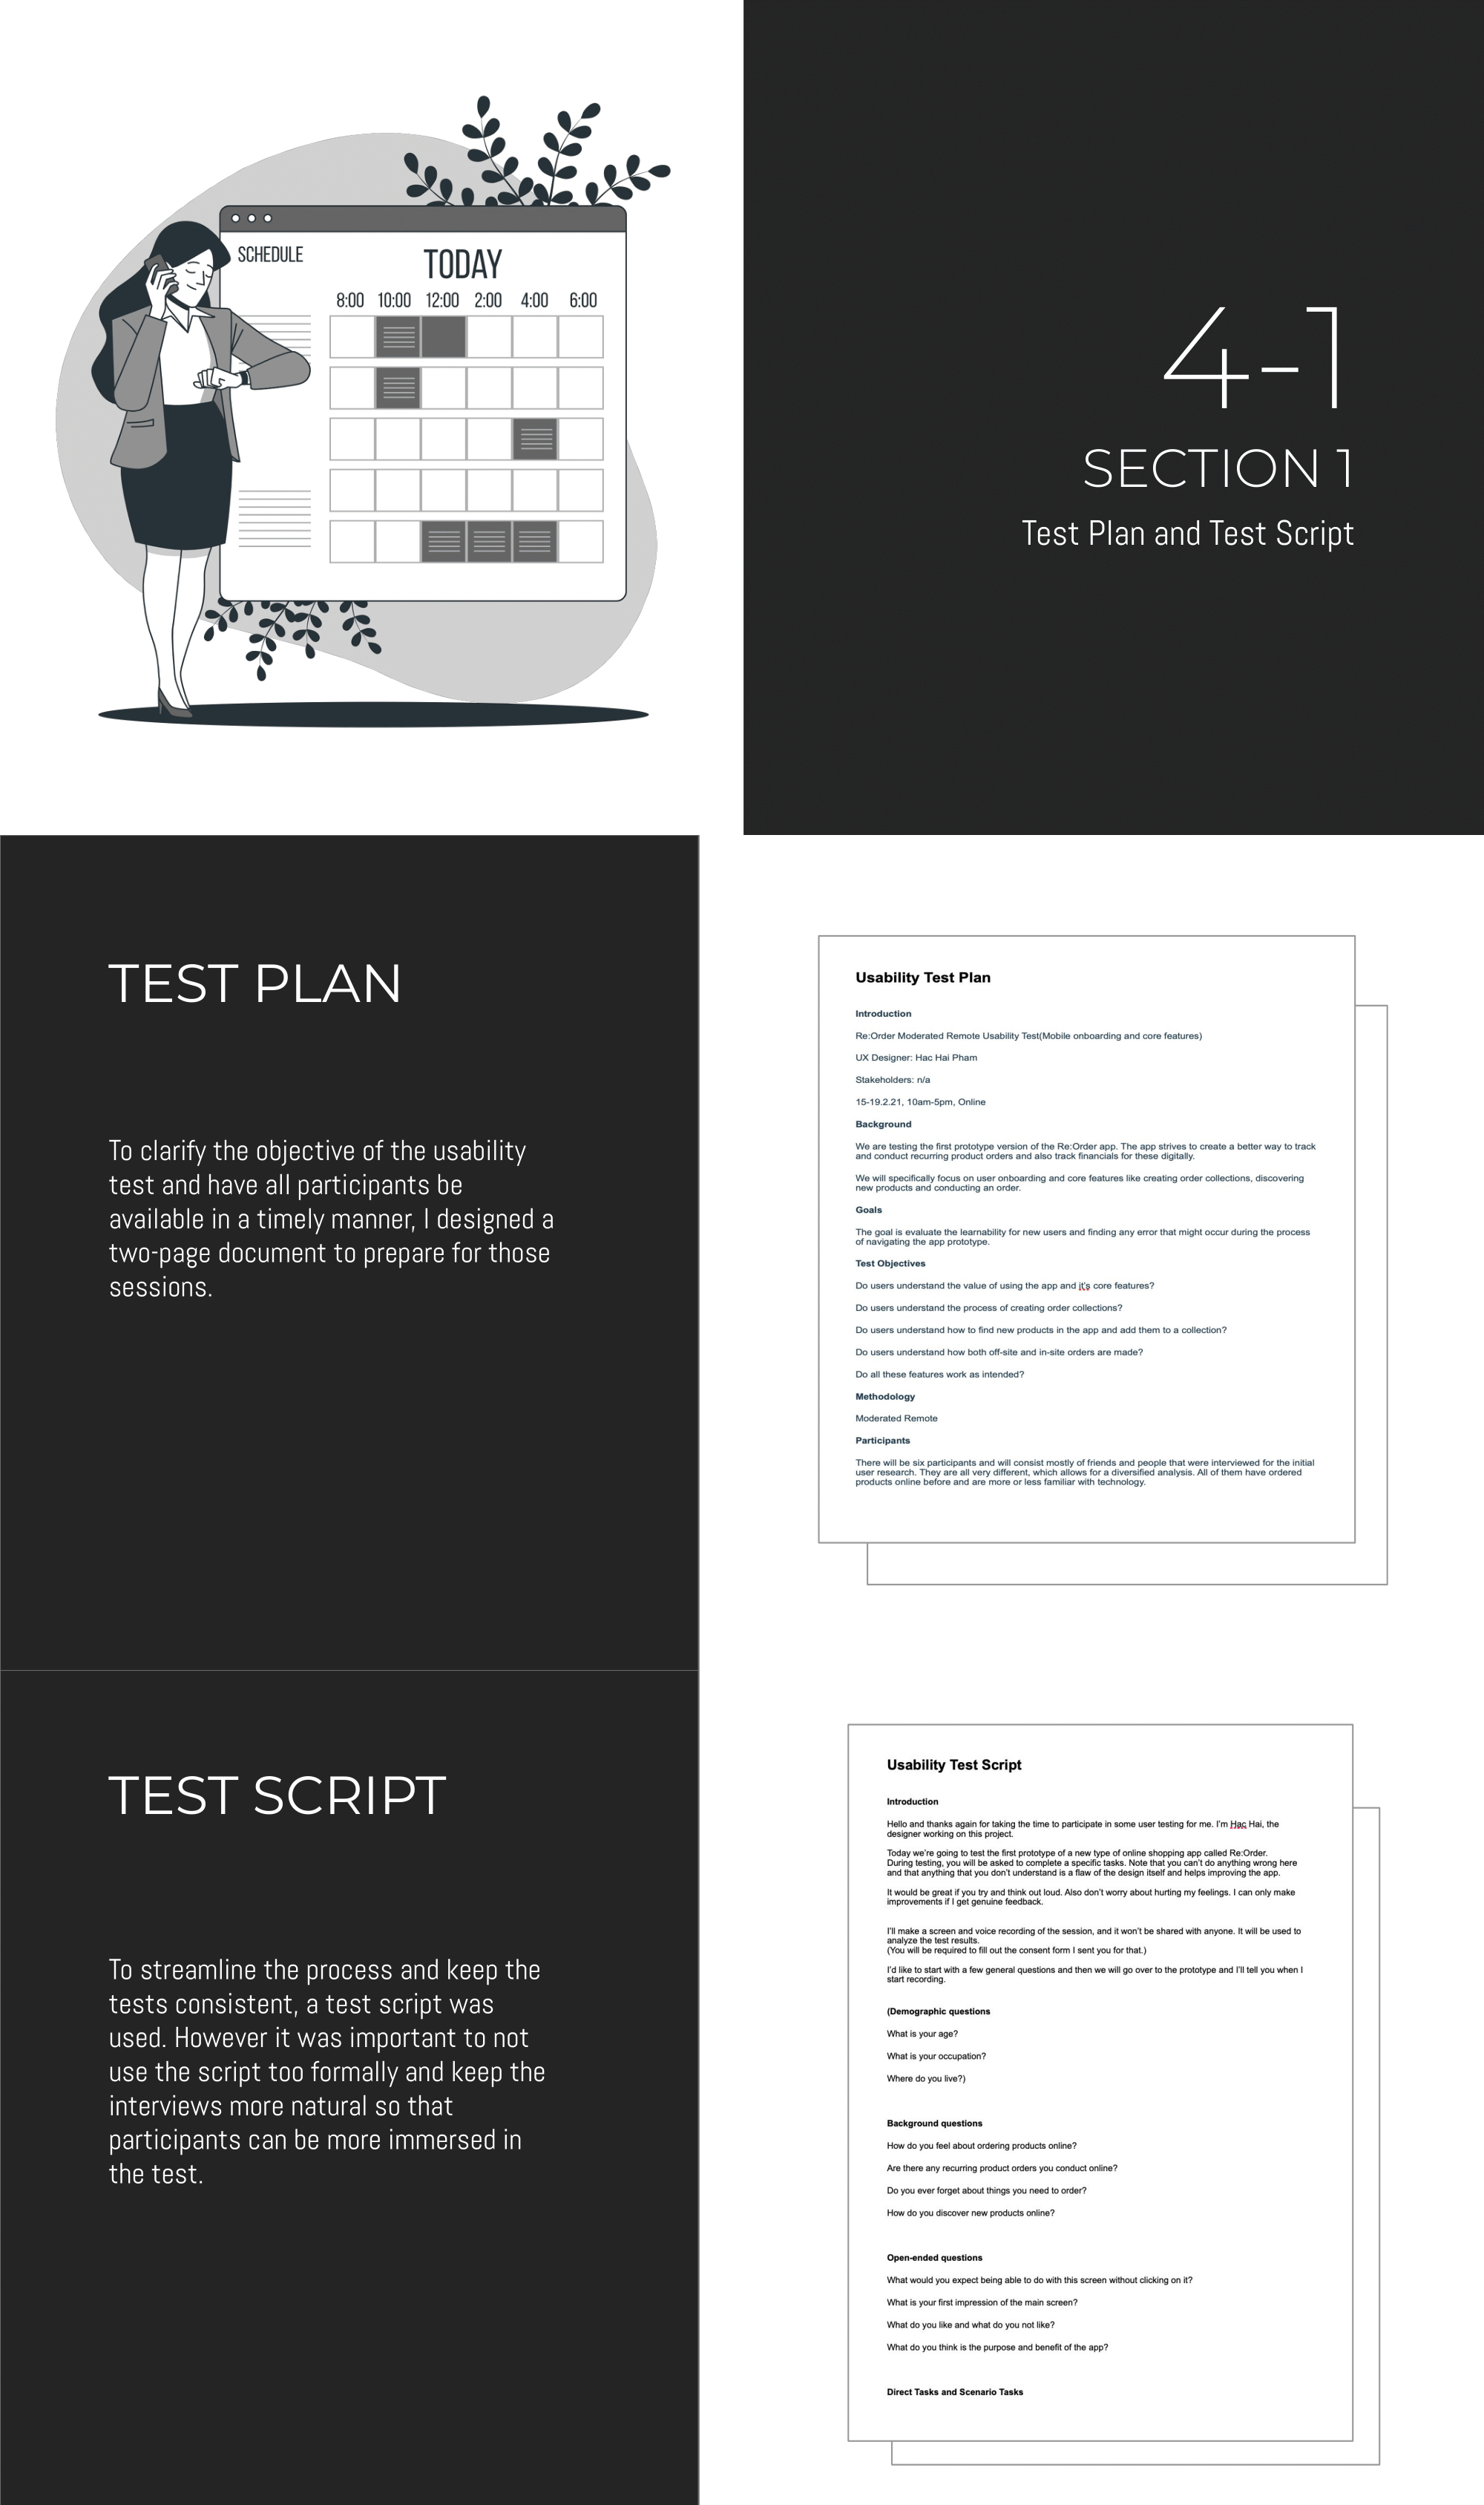 SCHEDULE
TODAY
8:00 10:00 12:00 2:00 4:00 6:00
4-1
SECTION 1
Test Plan and Test Script
TEST PLAN
To clarify the objective of the usability
test and have all participants be
available in a timely manner, I designed a
two-page document to prepare for those
sessions.
Usability Test Plan
Introduction
Re:Order Moderated Remote Usability Test(Mobile onboarding and core features)
UX Designer: Hac Hai Pham
Stakeholders: n/a
15-19.2.21, 10am-5pm, Online
Background
We are testing the first prototype version of the Re:Order app. The app strives to create a better way to track
and conduct recurring product orders and also track financials for these digitally.
We will specifically focus on user onboarding and core features like creating order collections, discovering
new products and conducting an order.
Goals
The goal is evaluate the learnability for new users and finding any error that might occur during the process
of navigating the app prototype.
Test Objectives
Do users understand the value of using the app and it's core features?
Do users understand the process of creating order collections?
Do users understand how to find new products in the app and add them to a collection?
Do users understand how both off-site and in-site orders are made?
Do all these features work as intended?
Methodology
Moderated Remote
Participants
There will be six participants and will consist mostly of friends and people that were interviewed for the initial
user research. They are all very different, which allows for a diversified analysis. All of them have ordered
products online before and are more or less familiar with technology.
TEST SCRIPT
To streamline the process and keep the
tests consistent, a test script was
used. However it was important to not
use the script too formally and keep the
interviews more natural so that
participants can be more immersed in
the test.
Usability Test Script
Introduction
Hello and thanks again for taking the time to participate in some user testing for me. I'm Hac Hai, the
designer working on this project.
Today we're going to test the first prototype of a new type of online shopping app called Re:Order.
During testing, you will be asked to complete a specific tasks. Note that you can't do anything wrong here
and that anything that you don't understand is a flaw of the design itself and helps improving the app.
It would be great if you try and think out loud. Also don't worry about hurting my feelings. I can only make
improvements if I get genuine feedback.
I'll make a screen and voice recording of the session, and it won't be shared with anyone. It will be used to
analyze the test results.
(You will be required to fill out the consent form I sent you for that.)
I'd like to start with a few general questions and then we will go over to the prototype and I'll tell you when I
start recording.
(Demographic questions
What is your age?
What is your occupation?
Where do you live?)
Background questions
How do you feel about ordering products online?
Are there any recurring product orders you conduct online?
Do you ever forget about things you need to order?
How do you discover new products online?
Open-ended questions
What would you expect being able to do with this screen without clicking on it?
What is your first impression of the main screen?
What do you like and what do you not like?
What do you think is the purpose and benefit of the app?
Direct Tasks and Scenario Tasks